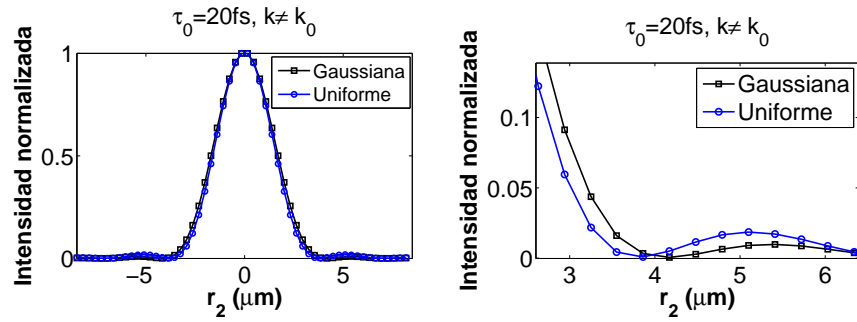 τ0=20fs, k≠ k0
Intensidad normalizada
1
0.5
0
Gaussiana
Uniforme
−5 0 5
r2 (μm)
τ0=20fs, k≠ k0
Intensidad normalizada
0.1
0.05
0
Gaussiana
Uniforme
3 4 5 6
r2 (μm)